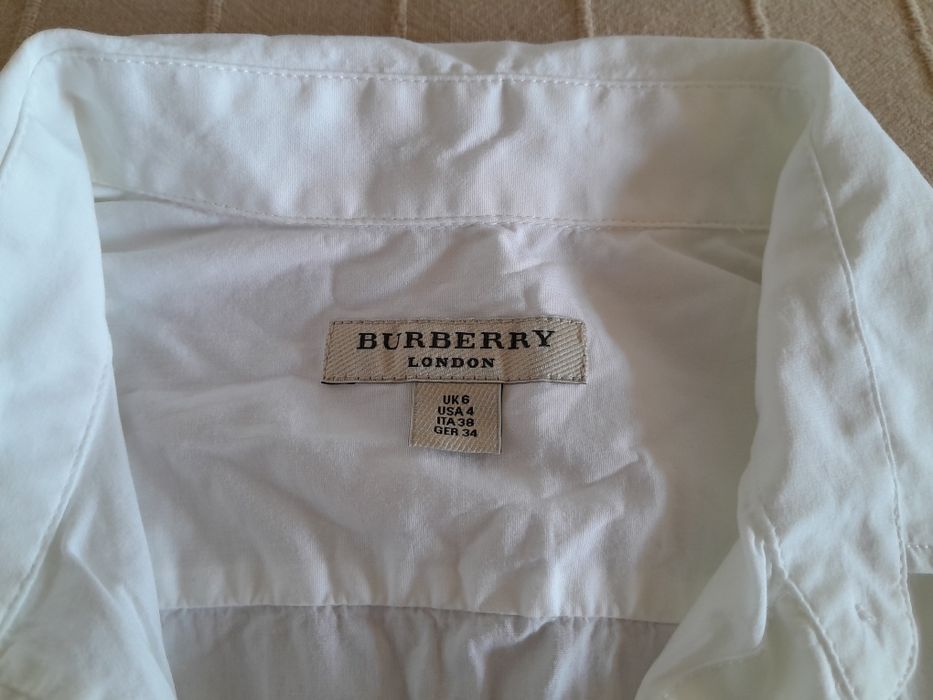 BURBERRY
LONDON
UK 6
USA 4
ITA 38
GER 34